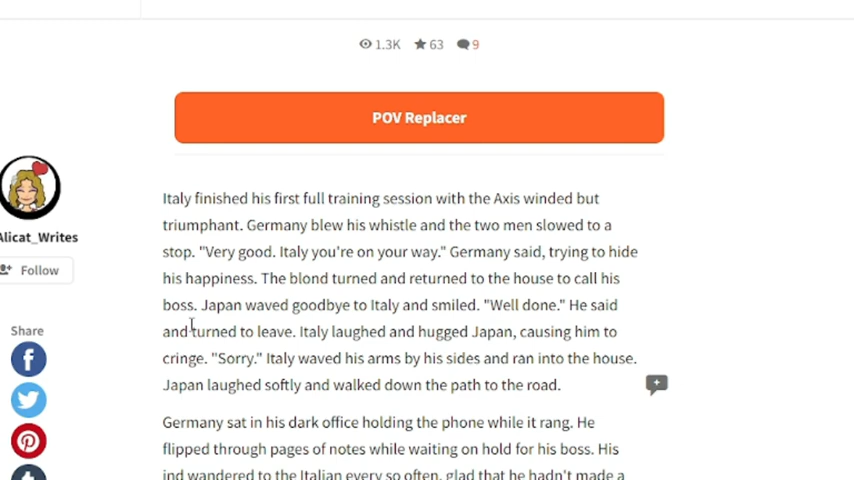 1.3K 63 9
POV Replacer
Alicat_Writes
Follow
Share
Italy finished his first full training session with the Axis winded but
triumphant. Germany blew his whistle and the two men slowed to a
stop. "Very good. Italy you're on your way." Germany said, trying to hide
his happiness. The blond turned and returned to the house to call his
boss. Japan waved goodbye to Italy and smiled. "Well done." He said
and turned to leave. Italy laughed and hugged Japan, causing him to
cringe. "Sorry." Italy waved his arms by his sides and ran into the house.
Japan laughed softly and walked down the path to the road.
Germany sat in his dark office holding the phone while it rang. He
flipped through pages of notes while waiting on hold for his boss. His
ind wandered to the Italian every so often, glad that he hadn't made a